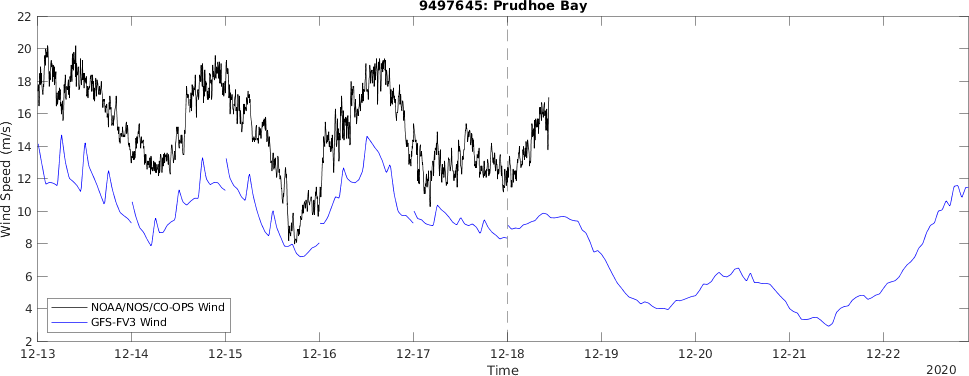 9497645: Prudhoe Bay
Wind Speed (m/s)
22
20
18
16
14
12
10
8
6
4
2
NOAA/NOS/CO-OPS Wind
GFS-FV3 Wind
12-13 12-14 12-15 12-16 12-17 12-18 12-19 12-20 12-21 12-22
Time
2020